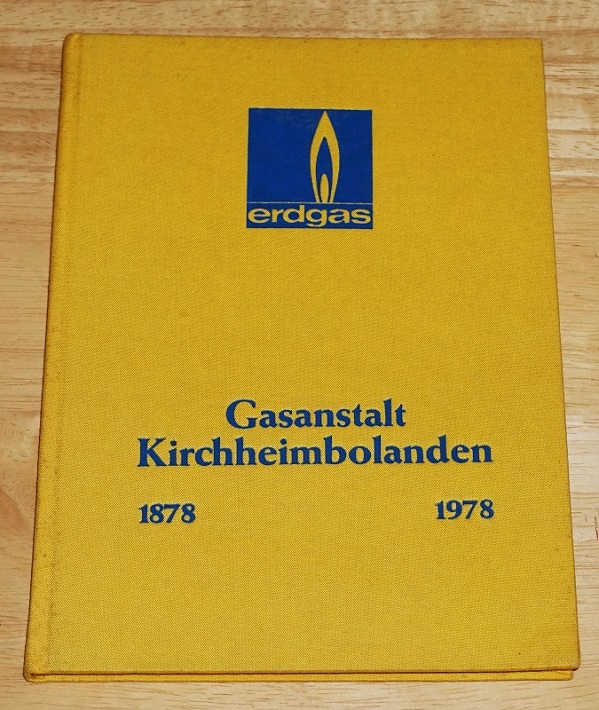 erdgas
Gasanstalt
Kirchheimbolanden
1878 1978